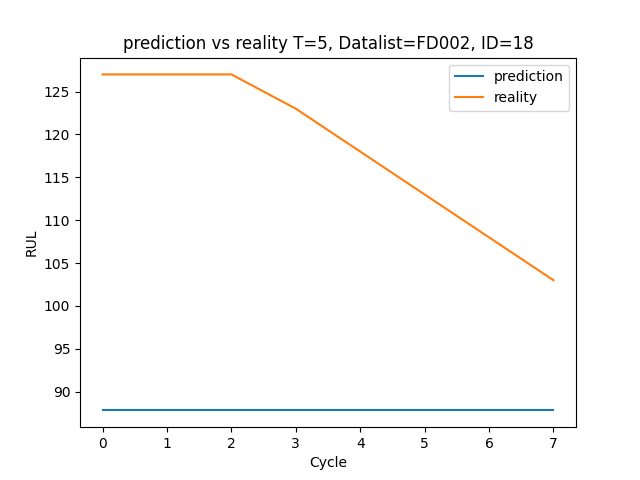 prediction vs reality T=5, Datalist=FD002, ID=18
prediction
reality
125
120
115
110
105
100
95
90
RUL
0 1 2 3 4 5 6 7
Cycle